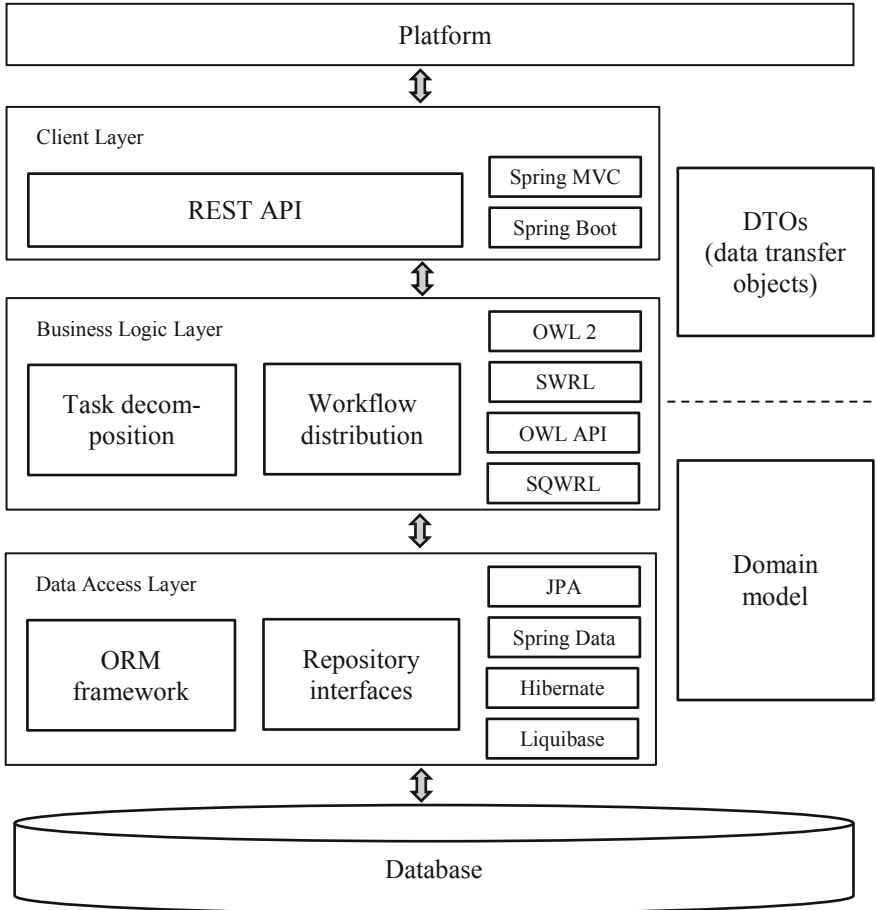 Platform
Client Layer
REST API
Spring MVC
Spring Boot
DTOs
(data transfer
objects)
Business Logic Layer
Task decom-
position
Workflow
distribution
OWL 2
SWRL
OWL API
SQWRL
Domain
model
Data Access Layer
ORM
framework
Repository
interfaces
JPA
Spring Data
Hibernate
Liquibase
Database